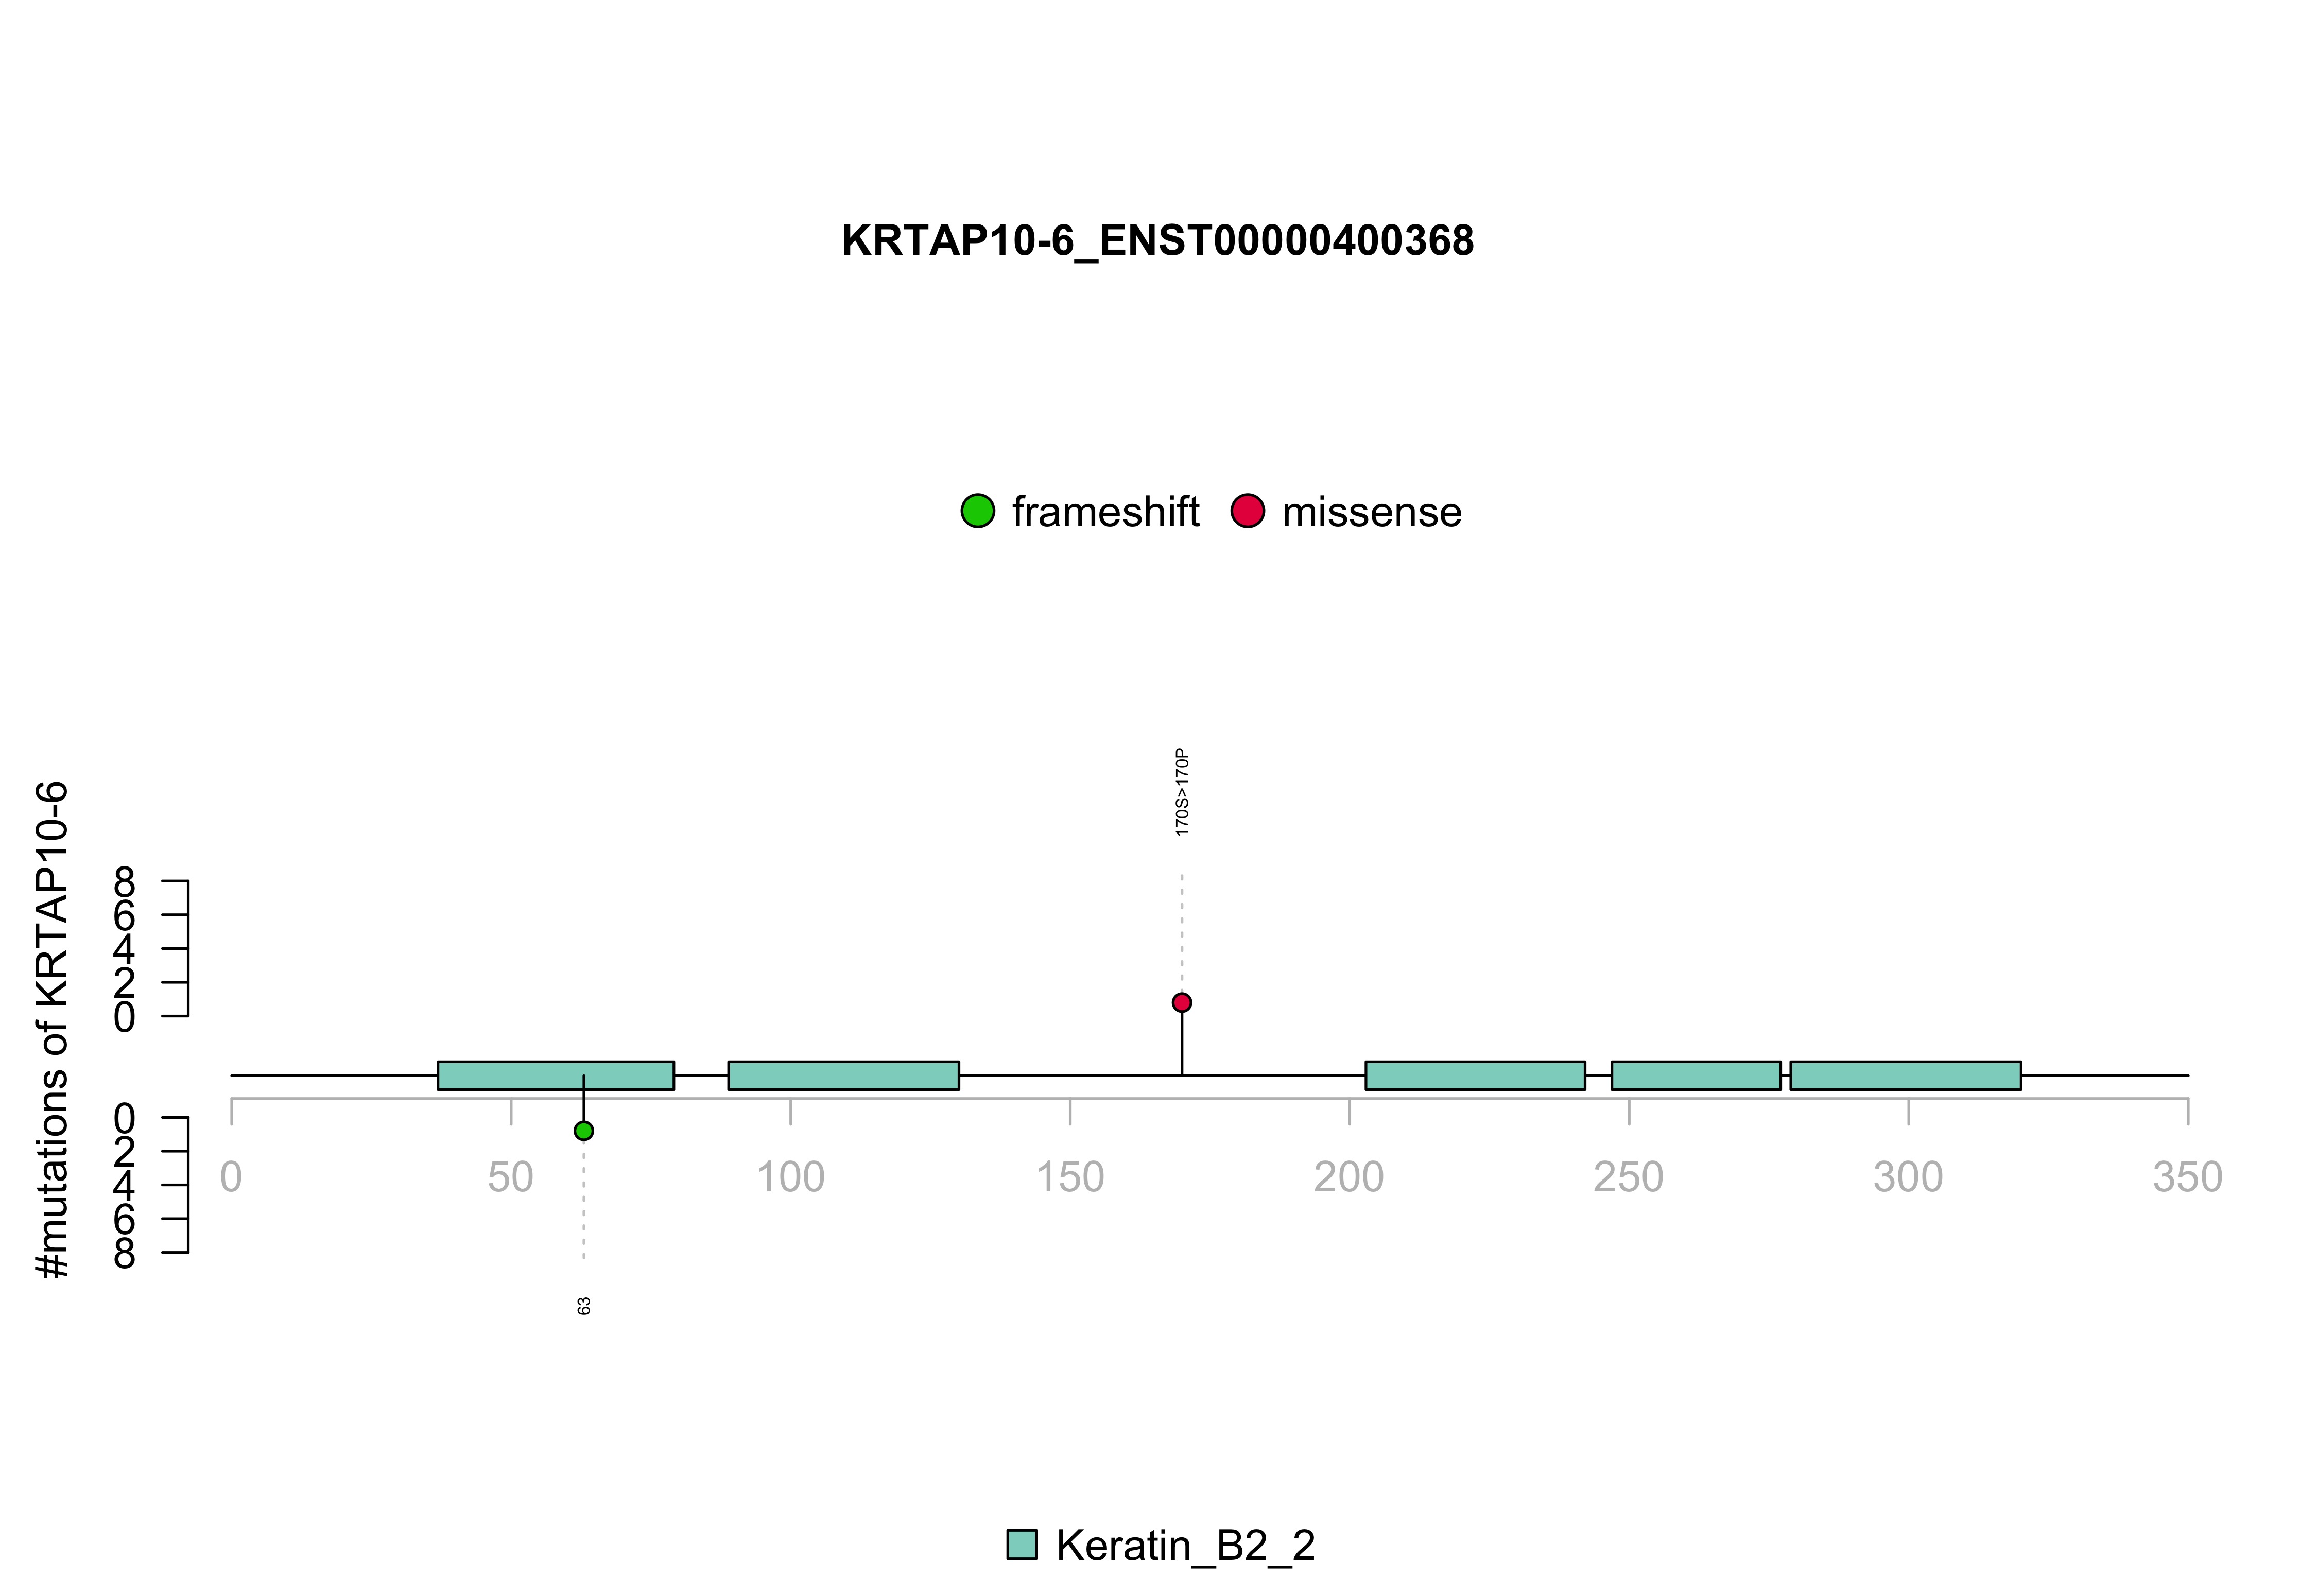 KRTAP10-6_ENST00000400368
frameshift missense
170S>170P
#mutations of KRTAP10-6
8
6
4
2
0
0
2
4
6
8
0 50 100 150 200 250 300 350
63
Keratin_B2_2